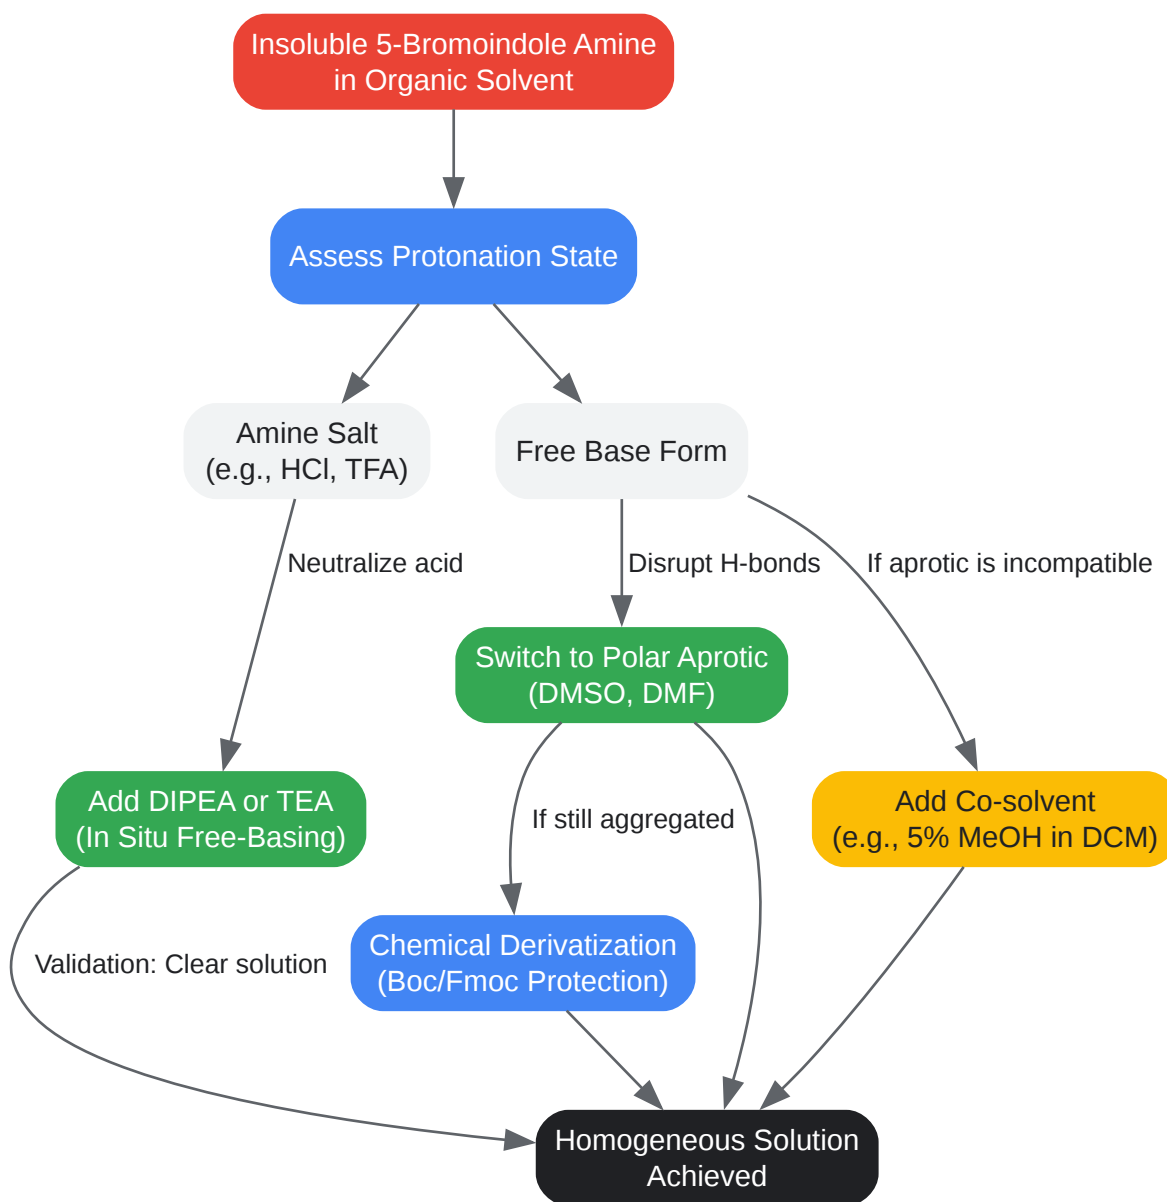 Insoluble 5-Bromoindole Amine
in Organic Solvent
Assess Protonation State
Amine Salt
(e.g., HCl, TFA)
Free Base Form
Neutralize acid
Disrupt H-bonds
If aprotic is incompatible
Switch to Polar Aprotic
(DMSO, DMF)
Add DIPEA or TEA
(In Situ Free-Basing)
If still aggregated
Add Co-solvent
(e.g., 5% MeOH in DCM)
Validation: Clear solution
Chemical Derivatization
(Boc/Fmoc Protection)
Homogeneous Solution
Achieved